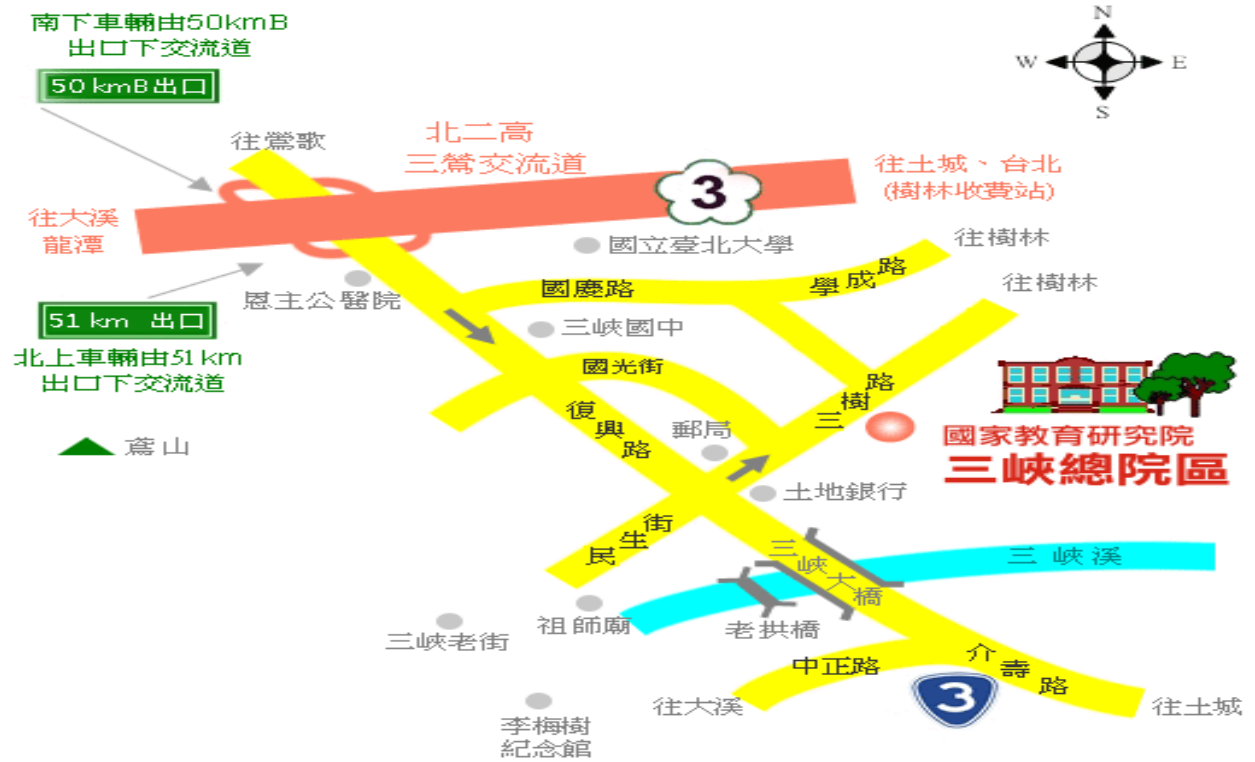 南下車輛由50kmB
出口下交流道
50 kmB出口
N
W
E
S
往鶯歌
北二高
三鶯交流道
3
往土城、台北
(樹林收費站)
往大溪
龍潭
國立臺北大學
往樹林
恩主公醫院
國慶路
學成路
往樹林
51 km 出口
三峽國中
北上車輛由51km
出口下交流道
國光街
復興路
三樹路
郵局
鳶山
國家教育研究院
三峽總院區
土地銀行
民生街
三峽大橋
三峽溪
祖師廟
老拱橋
三峽老街
中正路
介壽路
3
往大溪
往土城
李梅樹
紀念館